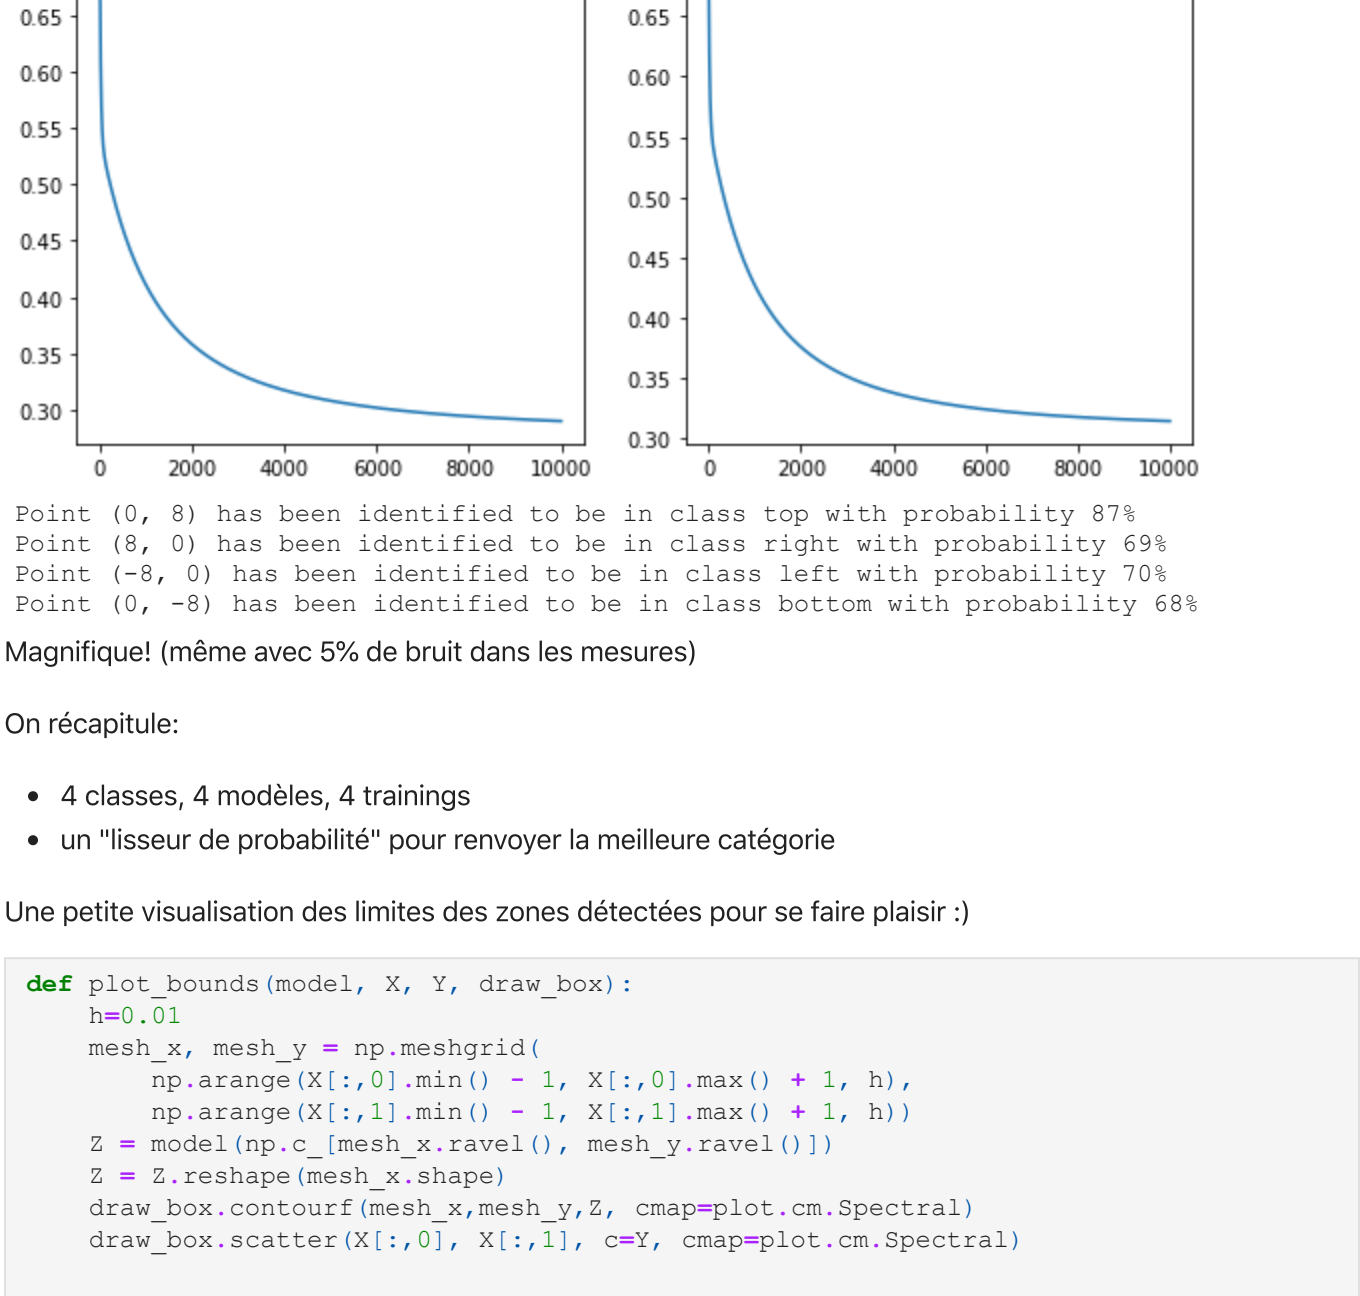 0.65
0.60
0.55
0.50
0.45
0.40
0.35
0.30
0 2000 4000 6000 8000 10000
0.65
0.60
0.55
0.50
0.45
0.40
0.35
0.30
0 2000 4000 6000 8000 10000
Point (0, 8) has been identified to be in class top with probability 87%
Point (8, 0) has been identified to be in class right with probability 69%
Point (-8, 0) has been identified to be in class left with probability 70%
Point (0, -8) has been identified to be in class bottom with probability 68%
Magnifique! (même avec 5% de bruit dans les mesures)
On récapitule:
• 4 classes, 4 modèles, 4 trainings
• un "lisseur de probabilité" pour renvoyer la meilleure catégorie
Une petite visualisation des limites des zones détectées pour se faire plaisir :)
def plot_bounds(model, X, Y, draw_box):
    h=0.01
    mesh_x, mesh_y = np.meshgrid(
        np.arange(X[:,0].min() - 1, X[:,0].max() + 1, h),
        np.arange(X[:,1].min() - 1, X[:,1].max() + 1, h))
    Z = model(np.c_[mesh_x.ravel(), mesh_y.ravel()])
    Z = Z.reshape(mesh_x.shape)
    draw_box.contourf(mesh_x,mesh_y,Z, cmap=plot.cm.Spectral)
    draw_box.scatter(X[:,0], X[:,1], c=Y, cmap=plot.cm.Spectral)